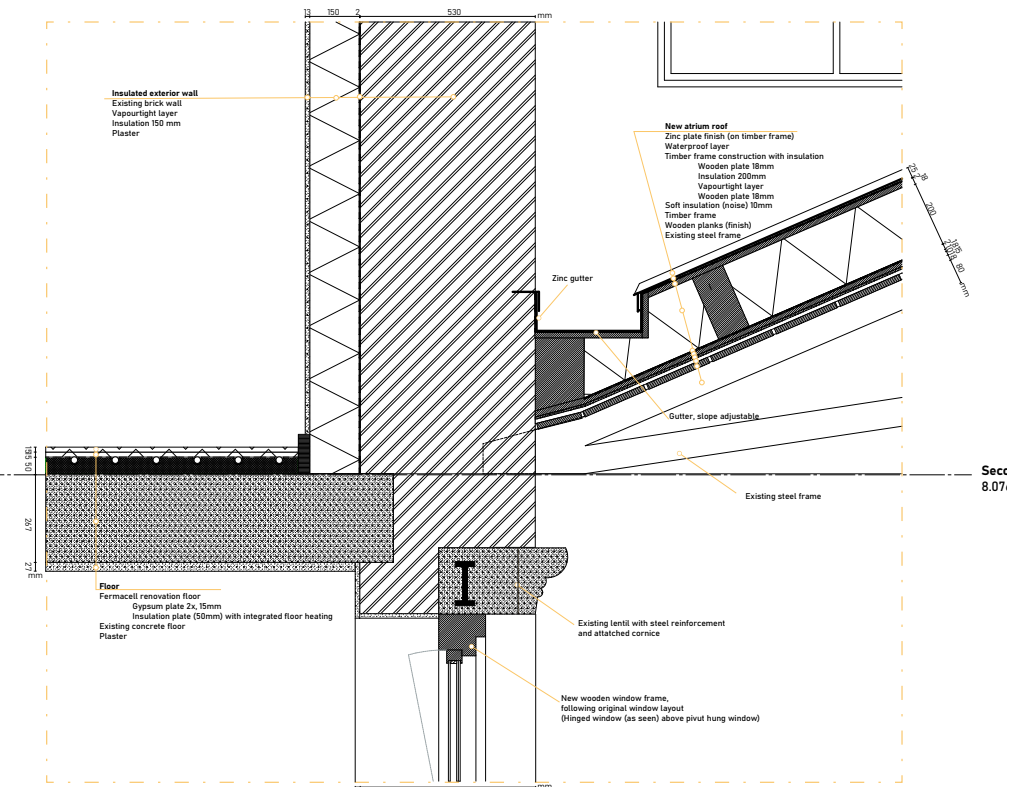 13 150 2 530 mm
Insulated exterior wall
Existing brick wall
Vapourtight layer
Insulation 150 mm
Plaster
New atrium roof
Zinc plate finish (on timber frame)
Waterproof layer
Timber frame construction with insulation
Wooden plate 18mm
Insulation 200mm
Vapourtight layer
Wooden plate 18mm
Soft insulation (noise) 10mm
Timber frame
Wooden planks (finish)
Existing steel frame
18
200
80
mm
Zinc gutter
Gutter, slope adjustable
50
267
27
mm
Secc
Existing steel frame
Floor
Fermacell renovation floor
Gypsum plate 2x, 15mm
Insulation plate (50mm) with integrated floor heating
Existing concrete floor
Plaster
Existing lentil with steel reinforcement
and attatched cornice
New wooden window frame,
following original window layout
(Hinged window (as seen) above pivut hung window)
mm